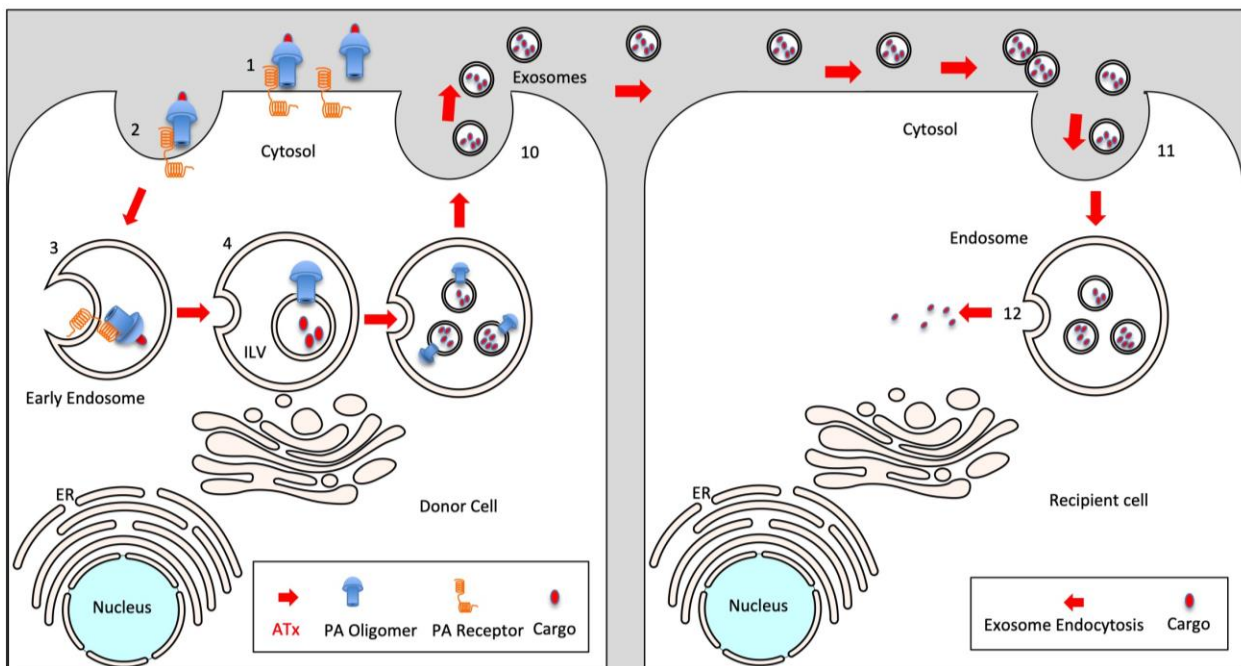 1
Exosomes
2
Cytosol
10
Cytosol
11
3
4
Endosome
12
ILV
Early Endosome
ER
Donor Cell
ER
Recipient cell
Nucleus
ATx
PA Oligomer
PA Receptor
Cargo
Nucleus
Exosome Endocytosis
Cargo